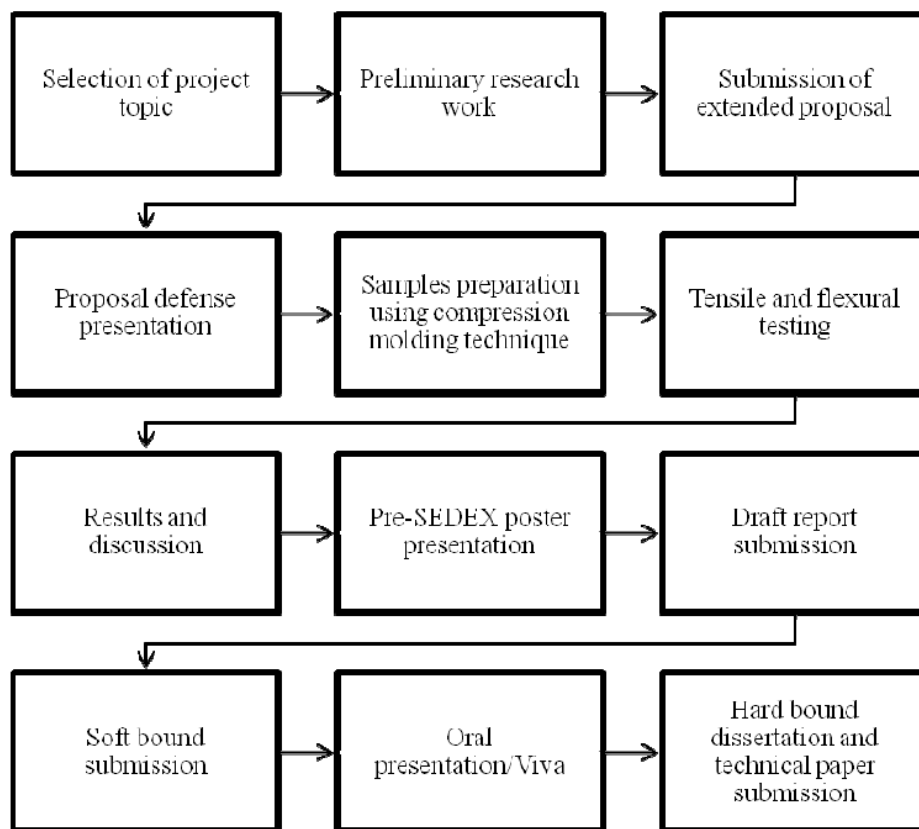 Selection of project
topic
Preliminary research
work
Submission of
extended proposal
Proposal defense
presentation
Samples preparation
using compression
molding technique
Tensile and flexural
testing
Results and
discussion
Pre-SEDEX poster
presentation
Draft report
submission
Soft bound
submission
Oral
presentation/Viva
Hard bound
dissertation and
technical paper
submission